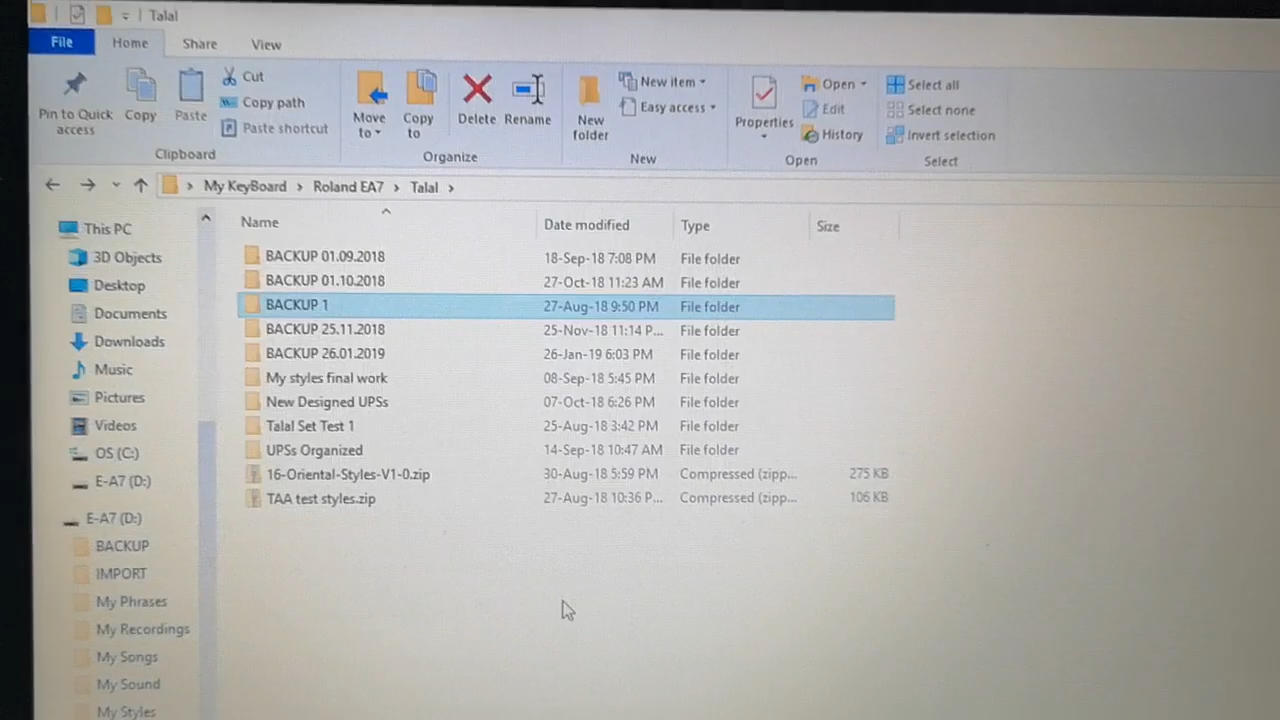 Talal
File Home Share View
Pin to Quick access
Copy
Paste
Cut
Copy path
Paste shortcut
Clipboard
Move to
Copy to
Delete
Rename
Organize
New folder
New item
Easy access
New
Properties
Open
Edit
History
Open
Select all
Select none
Invert selection
Select
My KeyBoard > Roland EA7 > Talal >
This PC
3D Objects
Desktop
Documents
Downloads
Music
Pictures
Videos
OS (C:)
E-A7 (D:)
E-A7 (D:)
BACKUP
IMPORT
My Phrases
My Recordings
My Songs
My Sound
My Styles
Name Date modified Type Size
BACKUP 01.09.2018 18-Sep-18 7:08 PM File folder
BACKUP 01.10.2018 27-Oct-18 11:23 AM File folder
BACKUP 1 27-Aug-18 9:50 PM File folder
BACKUP 25.11.2018 25-Nov-18 11:14 P... File folder
BACKUP 26.01.2019 26-Jan-19 6:03 PM File folder
My styles final work 08-Sep-18 5:45 PM File folder
New Designed UPSs 07-Oct-18 6:26 PM File folder
Talal Set Test 1 25-Aug-18 3:42 PM File folder
UPSs Organized 14-Sep-18 10:47 AM File folder
16-Oriental-Styles-V1-0.zip 30-Aug-18 5:59 PM Compressed (zipp... 275 KB
TAA test styles.zip 27-Aug-18 10:36 P... Compressed (zipp... 106 KB